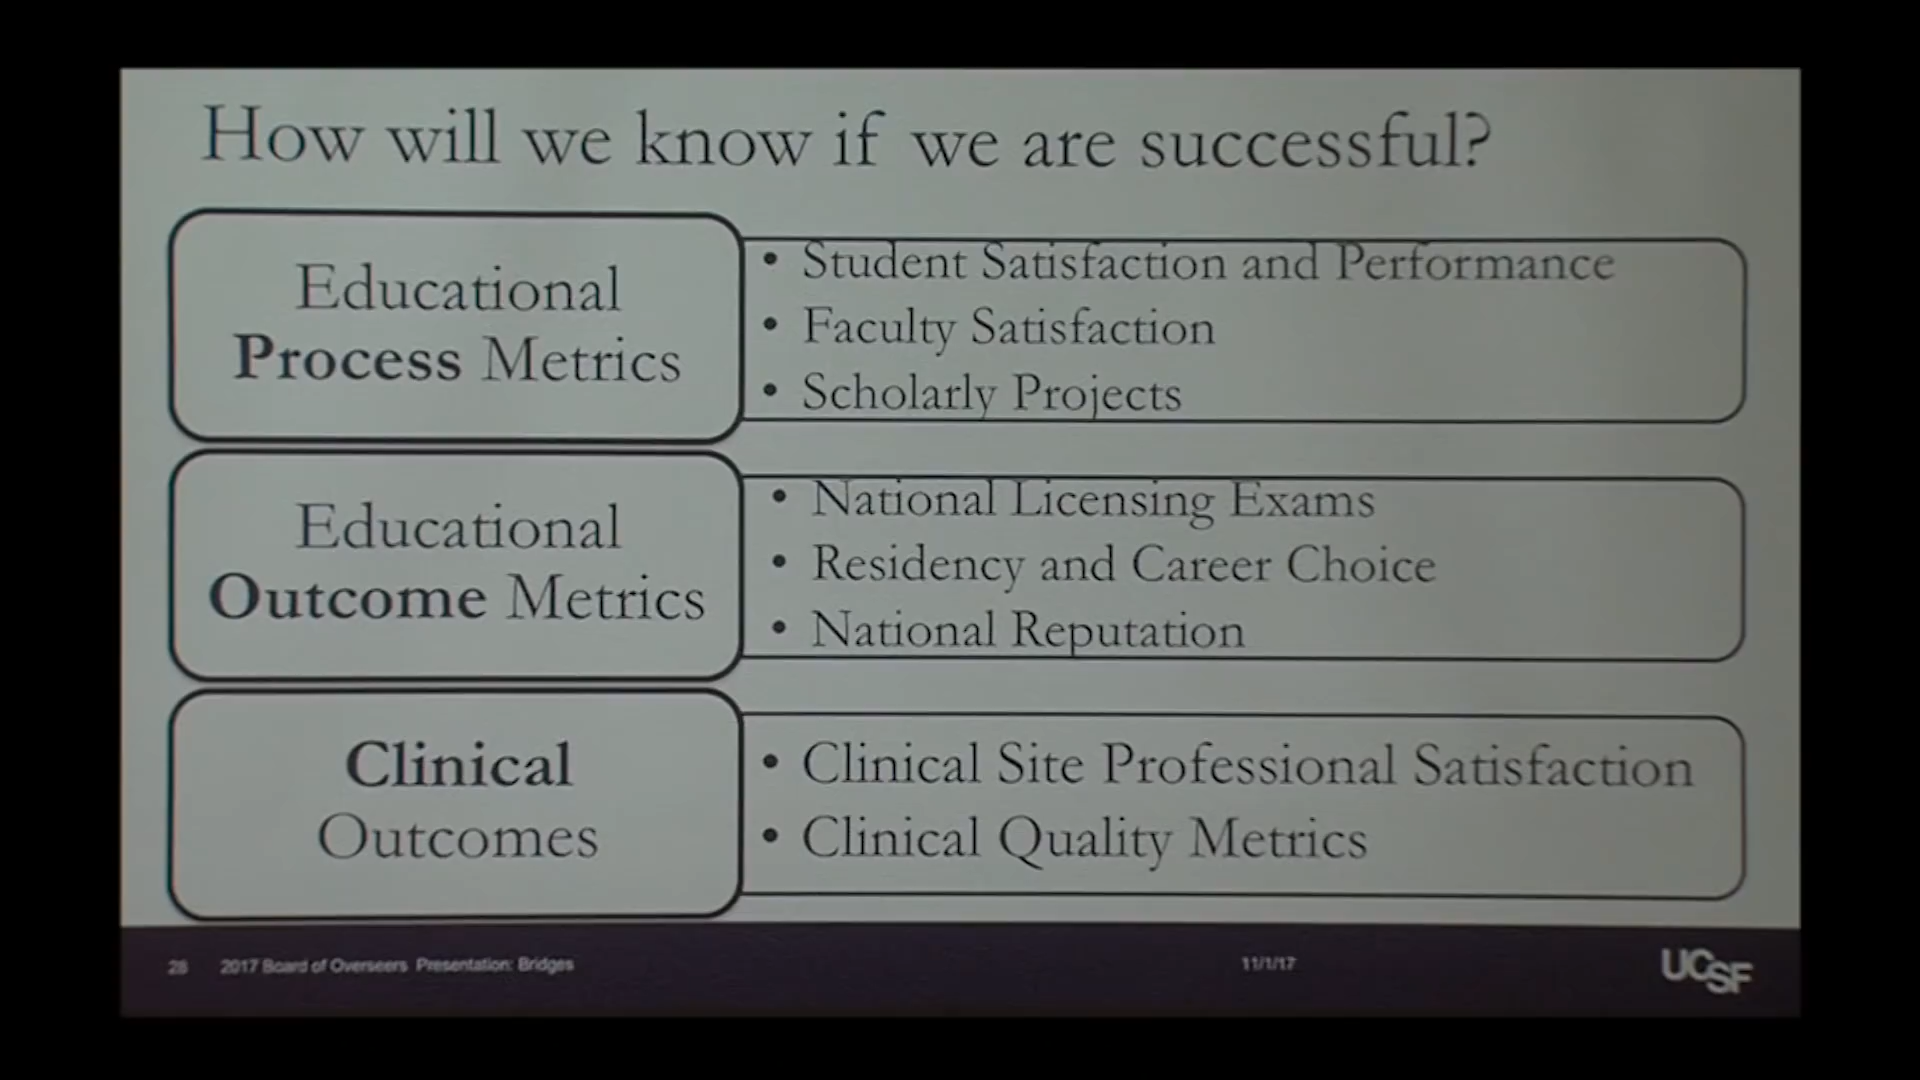 How will we know if we are successful?
Educational
Process Metrics
• Student Satisfaction and Performance
• Faculty Satisfaction
• Scholarly Projects
Educational
Outcome Metrics
• National Licensing Exams
• Residency and Career Choice
• National Reputation
Clinical
Outcomes
• Clinical Site Professional Satisfaction
• Clinical Quality Metrics
28 2017 Board of Overseers Presentation: Bridges 11/1/17 UCSF